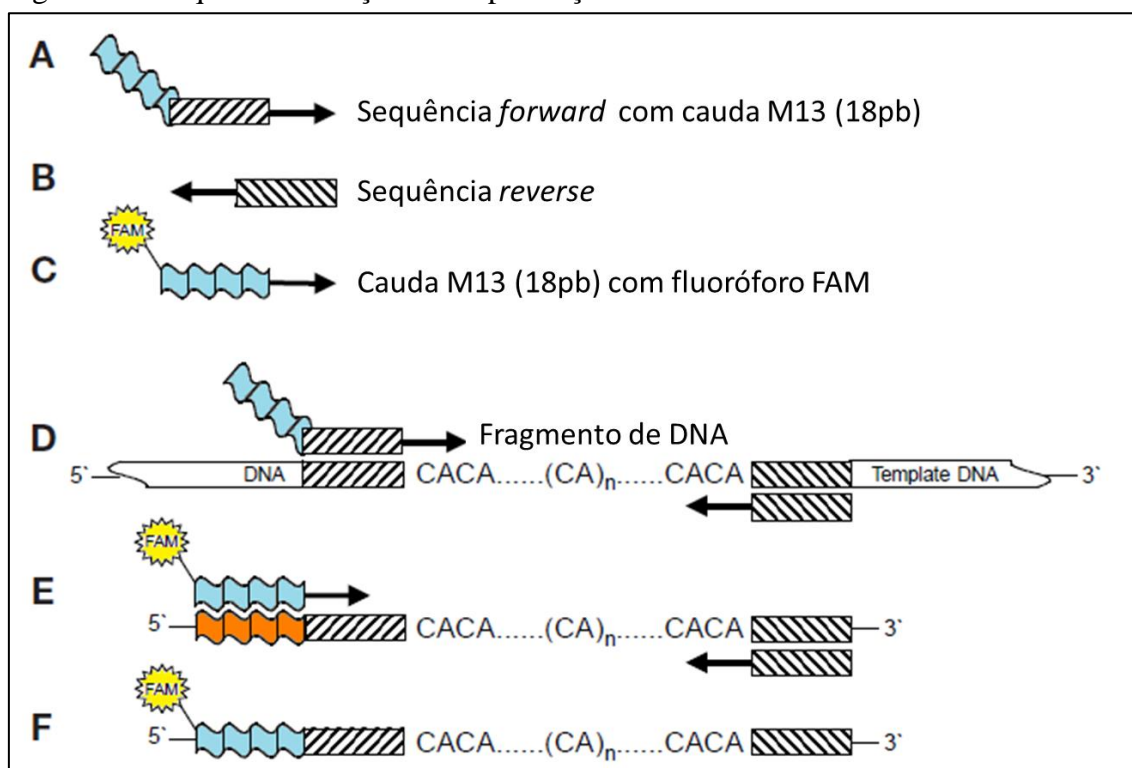 A
Sequência forward com cauda M13 (18pb)
B
Sequência reverse
FAM
C
Cauda M13 (18pb) com fluoróforo FAM
D
Fragmento de DNA
5` DNA CACA......(CA)n......CACA Template DNA 3`
FAM
E
5` CACA......(CA)n......CACA 3`
FAM
F
5` CACA......(CA)n......CACA 3`